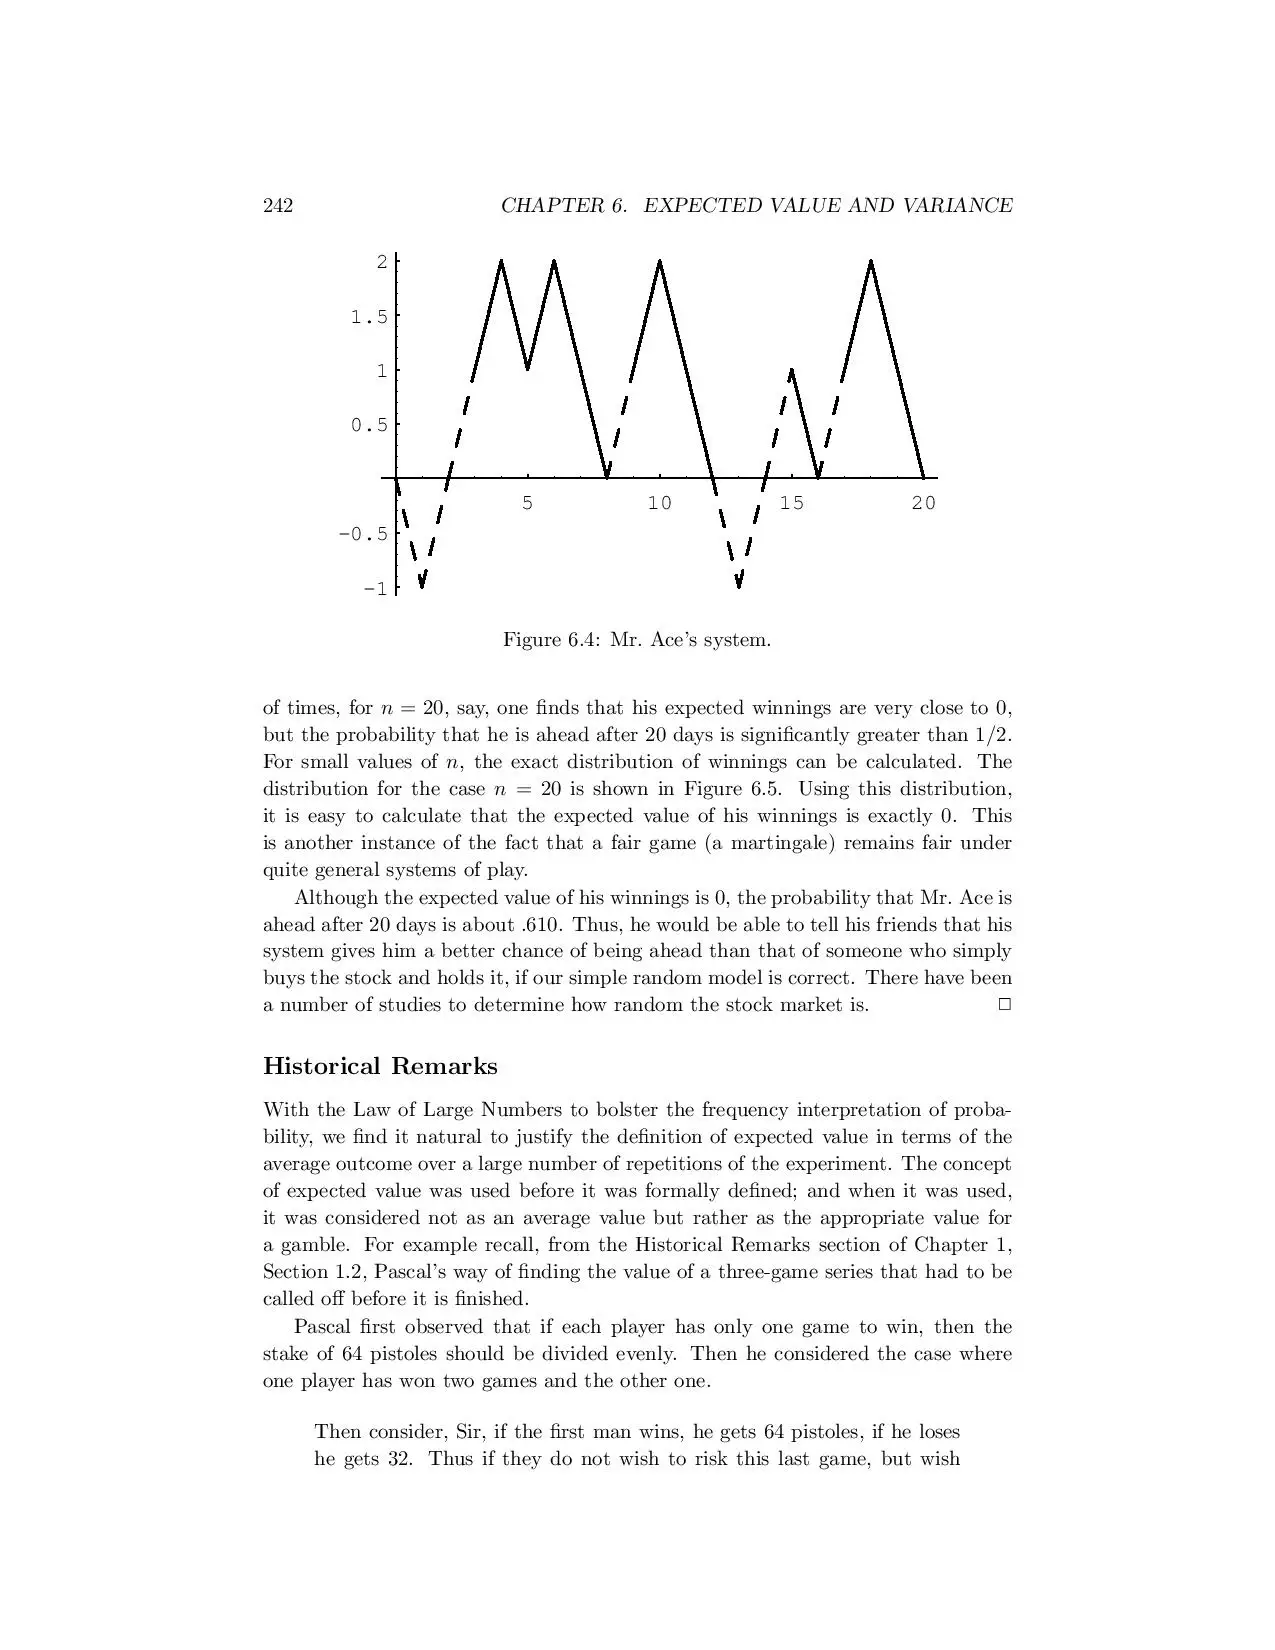 242
CHAPTER 6. EXPECTED VALUE AND VARIANCE
2
1.5
1
0.5
-0.5
-1
5 10 15 20
Figure 6.4: Mr. Ace's system.
of times, for n = 20, say, one finds that his expected winnings are very close to 0,
but the probability that he is ahead after 20 days is significantly greater than 1/2.
For small values of n, the exact distribution of winnings can be calculated. The
distribution for the case n = 20 is shown in Figure 6.5. Using this distribution,
it is easy to calculate that the expected value of his winnings is exactly 0. This
is another instance of the fact that a fair game (a martingale) remains fair under
quite general systems of play.
Although the expected value of his winnings is 0, the probability that Mr. Ace is
ahead after 20 days is about .610. Thus, he would be able to tell his friends that his
system gives him a better chance of being ahead than that of someone who simply
buys the stock and holds it, if our simple random model is correct. There have been
a number of studies to determine how random the stock market is. □
Historical Remarks
With the Law of Large Numbers to bolster the frequency interpretation of proba-
bility, we find it natural to justify the definition of expected value in terms of the
average outcome over a large number of repetitions of the experiment. The concept
of expected value was used before it was formally defined; and when it was used,
it was considered not as an average value but rather as the appropriate value for
a gamble. For example recall, from the Historical Remarks section of Chapter 1,
Section 1.2, Pascal's way of finding the value of a three-game series that had to be
called off before it is finished.
Pascal first observed that if each player has only one game to win, then the
stake of 64 pistoles should be divided evenly. Then he considered the case where
one player has won two games and the other one.
Then consider, Sir, if the first man wins, he gets 64 pistoles, if he loses
he gets 32. Thus if they do not wish to risk this last game, but wish